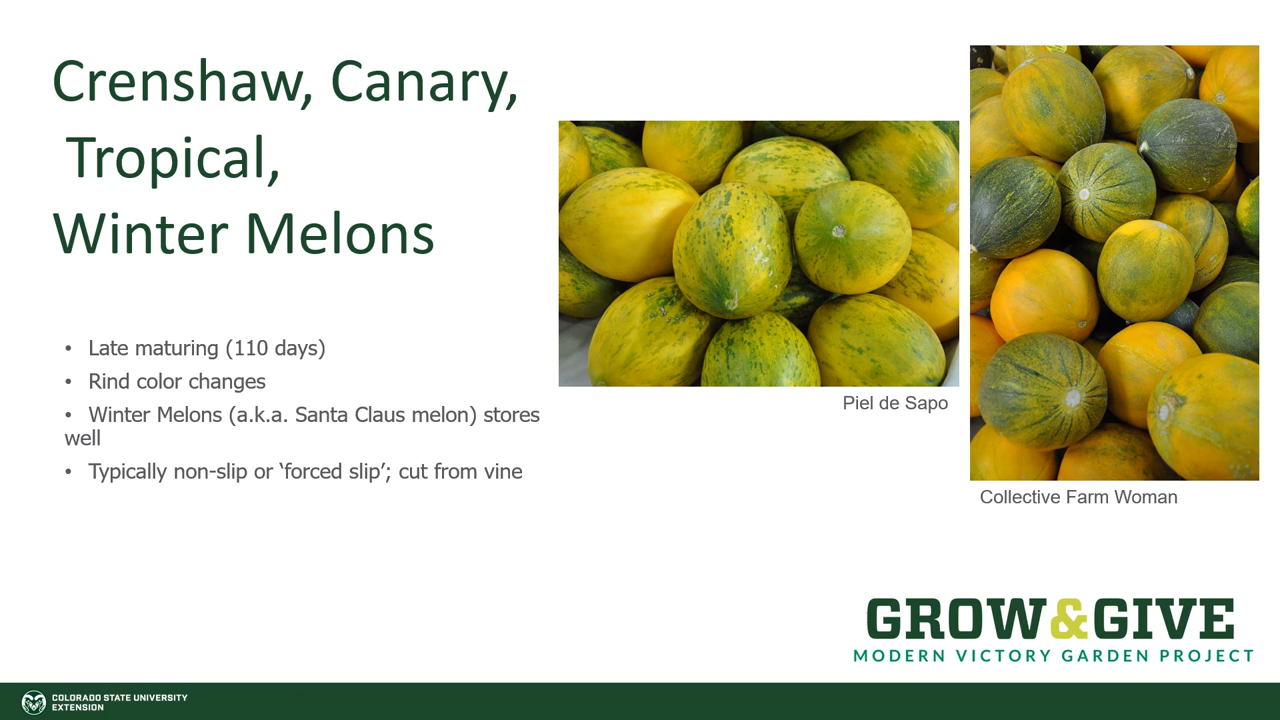 Crenshaw, Canary,
Tropical,
Winter Melons
• Late maturing (110 days)
• Rind color changes
• Winter Melons (a.k.a. Santa Claus melon) stores
well
• Typically non-slip or ‘forced slip’; cut from vine
Piel de Sapo
Collective Farm Woman
GROW&GIVE
MODERN VICTORY GARDEN PROJECT
COLORADO STATE UNIVERSITY
EXTENSION